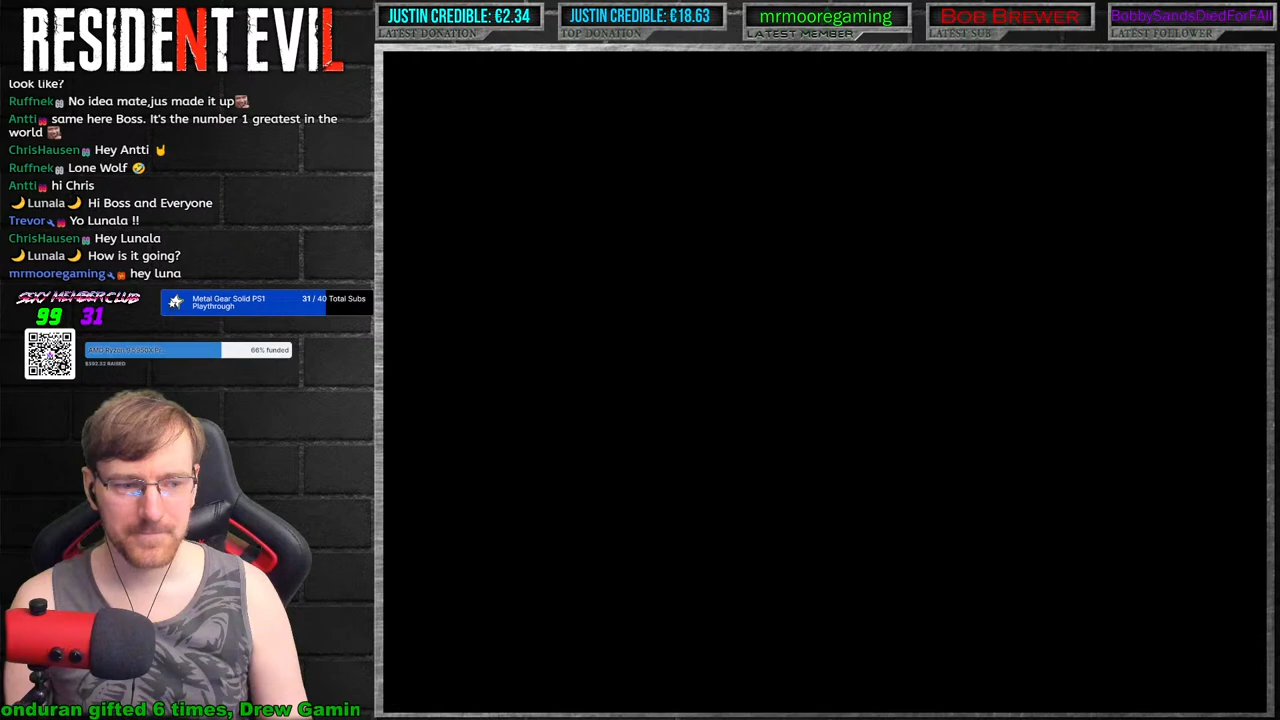 RESIDENT EVIL
JUSTIN CREDIBLE: €2.34
LATEST DONATION
JUSTIN CREDIBLE: €18.63
TOP DONATION
mrmooregaming
LATEST MEMBER
BOB BREWER
LATEST SUB
BobbySandsDiedForFAll
LATEST FOLLOWER
look like?
Ruffnek No idea mate,jus made it up
Antti same here Boss. It's the number 1 greatest in the
world
ChrisHausen Hey Antti 🤘
Ruffnek Lone Wolf 🤣
Antti hi Chris
🌙Lunala🌙 Hi Boss and Everyone
Trevor Yo Lunala !!
ChrisHausen Hey Lunala
🌙Lunala🌙 How is it going?
mrmooregaming hey luna
SEXY MEMBER CLUB
99 31
Metal Gear Solid PS1
Playthrough
31 / 40 Total Subs
66% funded
$392.32 RAISED
onduran gifted 6 times, Drew Gamin